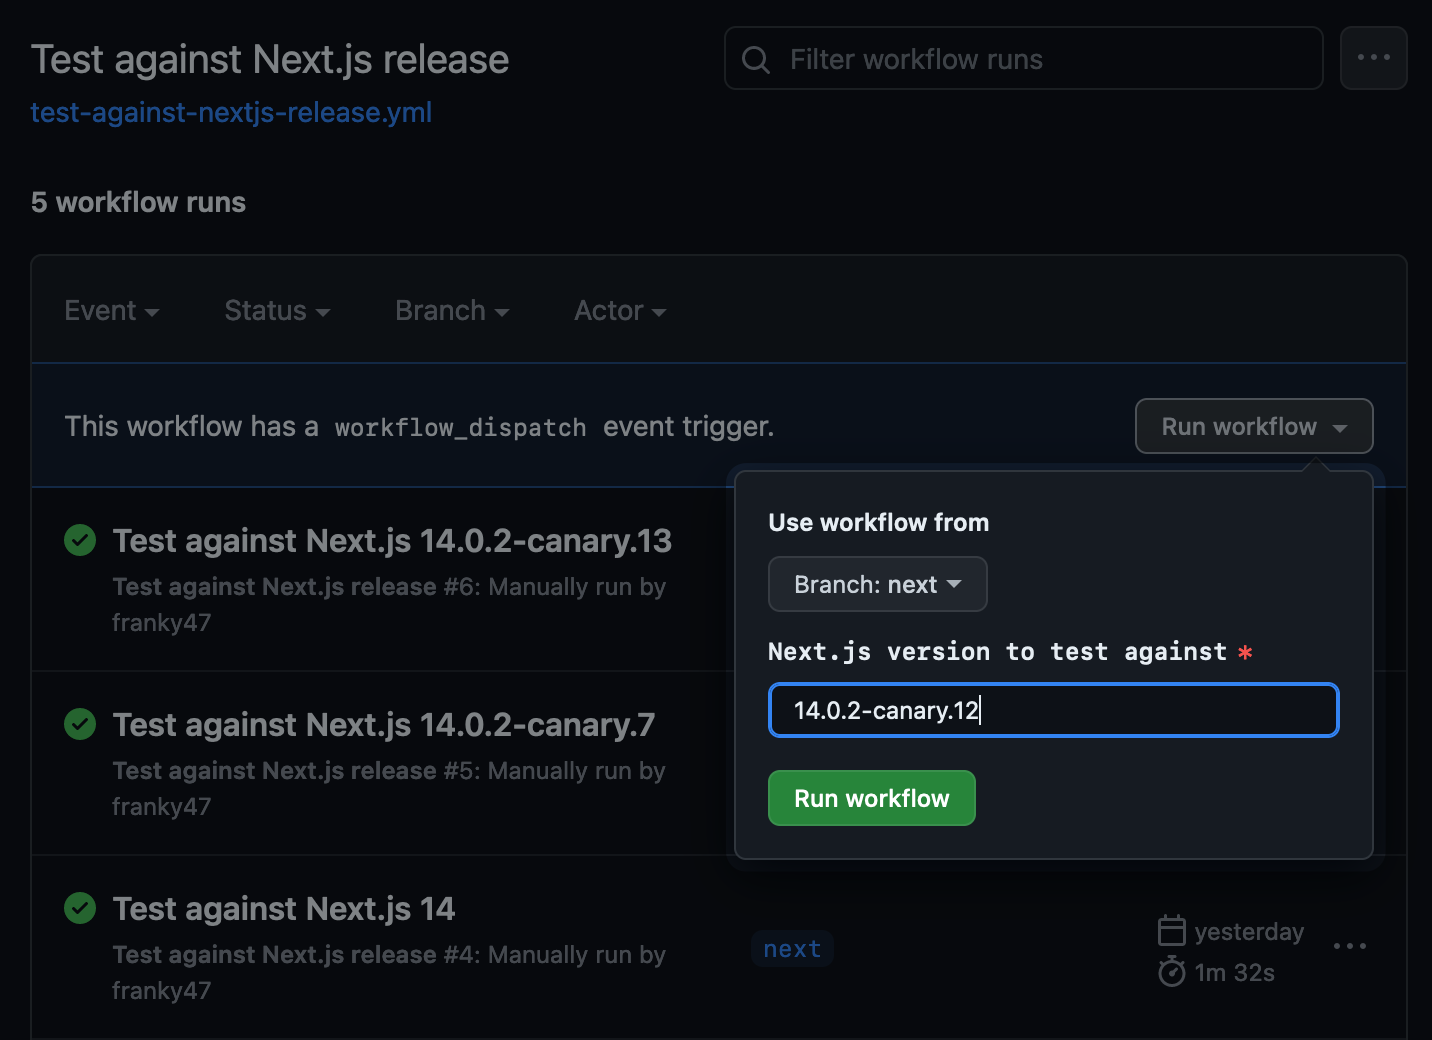 Test against Next.js release
Filter workflow runs
test-against-nextjs-release.yml
5 workflow runs
Event Status Branch Actor
This workflow has a workflow_dispatch event trigger.
Run workflow
Use workflow from
Branch: next
Next.js version to test against *
14.0.2-canary.12
Run workflow
Test against Next.js 14.0.2-canary.13
Test against Next.js release #6: Manually run by
franky47
Test against Next.js 14.0.2-canary.7
Test against Next.js release #5: Manually run by
franky47
Test against Next.js 14
Test against Next.js release #4: Manually run by
franky47
next
yesterday
1m 32s